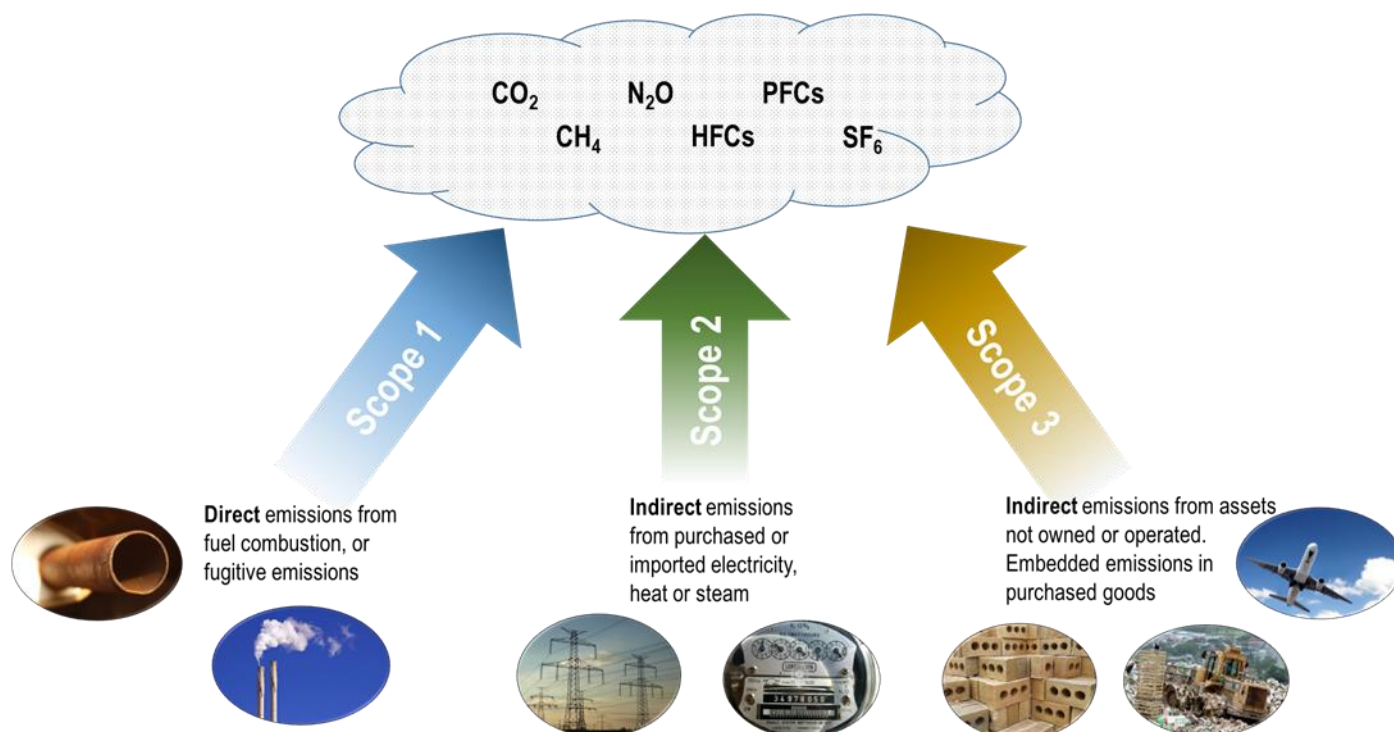 CO₂ N₂O PFCs
CH₄ HFCs SF₆
Scope 1
Scope 2
Scope 3
Direct emissions from
fuel combustion, or
fugitive emissions
Indirect emissions
from purchased or
imported electricity,
heat or steam
Indirect emissions from assets
not owned or operated.
Embedded emissions in
purchased goods